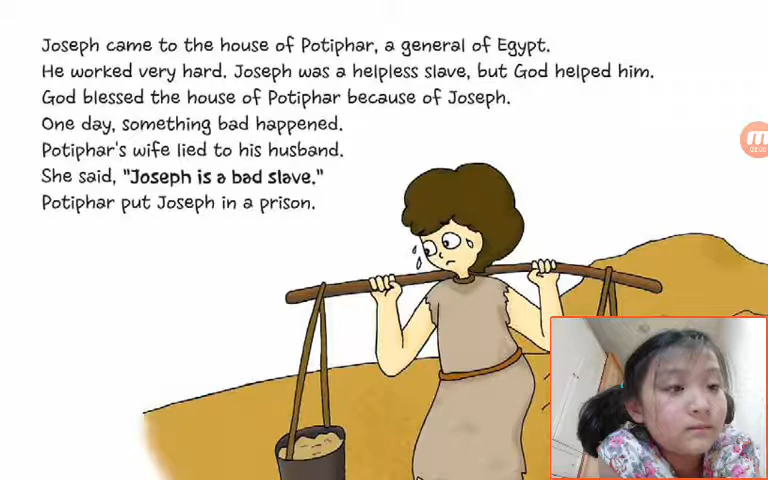 Joseph came to the house of Potiphar, a general of Egypt.
He worked very hard. Joseph was a helpless slave, but God helped him.
God blessed the house of Potiphar because of Joseph.
One day, something bad happened.
Potiphar's wife lied to his husband.
She said, "Joseph is a bad slave."
Potiphar put Joseph in a prison.